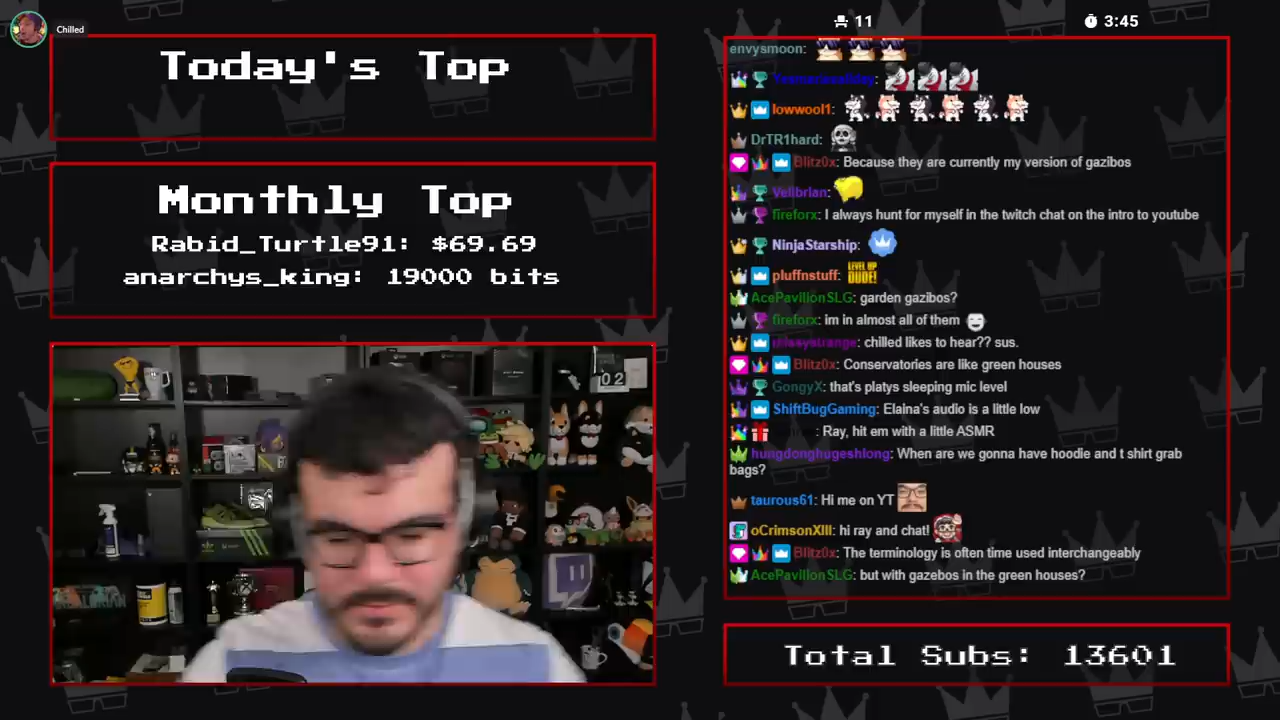 Chilled
11
3:45
Today's Top
Monthly Top
Rabid_Turtle91: $69.69
anarchys_king: 19000 bits
envysmoon:
lowwool1:
DrTR1hard:
Blitz0x: Because they are currently my version of gazibos
Vellbrian:
fireforx: I always hunt for myself in the twitch chat on the intro to youtube
NinjaStarship:
pluffnstuff: LEVEL UP DUDE!
AcePavilionSLG: garden gazibos?
fireforx: im in almost all of them
chilled likes to hear?? sus.
Blitz0x: Conservatories are like green houses
GongyX: that's platys sleeping mic level
ShiftBugGaming: Elaina's audio is a little low
: Ray, hit em with a little ASMR
hungdonghugeshlong: When are we gonna have hoodie and t shirt grab
bags?
taurous61: Hi me on YT
oCrimsonXIII: hi ray and chat!
Blitz0x: The terminology is often time used interchangeably
AcePavilionSLG: but with gazebos in the green houses?
Total Subs: 13601
02